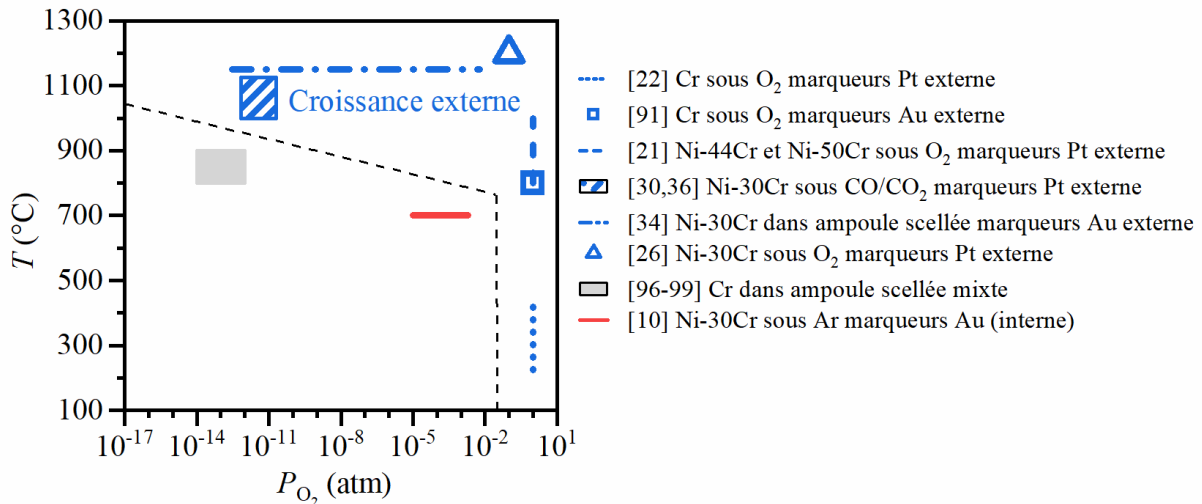 1300
1100
900
700
500
300
100
T (°C)
10⁻¹⁷ 10⁻¹⁴ 10⁻¹¹ 10⁻⁸ 10⁻⁵ 10⁻² 10¹
P_O₂ (atm)
Croissance externe
[22] Cr sous O₂ marqueurs Pt externe
[91] Cr sous O₂ marqueurs Au externe
[21] Ni-44Cr et Ni-50Cr sous O₂ marqueurs Pt externe
[30,36] Ni-30Cr sous CO/CO₂ marqueurs Pt externe
[34] Ni-30Cr dans ampoule scellée marqueurs Au externe
[26] Ni-30Cr sous O₂ marqueurs Pt externe
[96-99] Cr dans ampoule scellée mixte
[10] Ni-30Cr sous Ar marqueurs Au (interne)